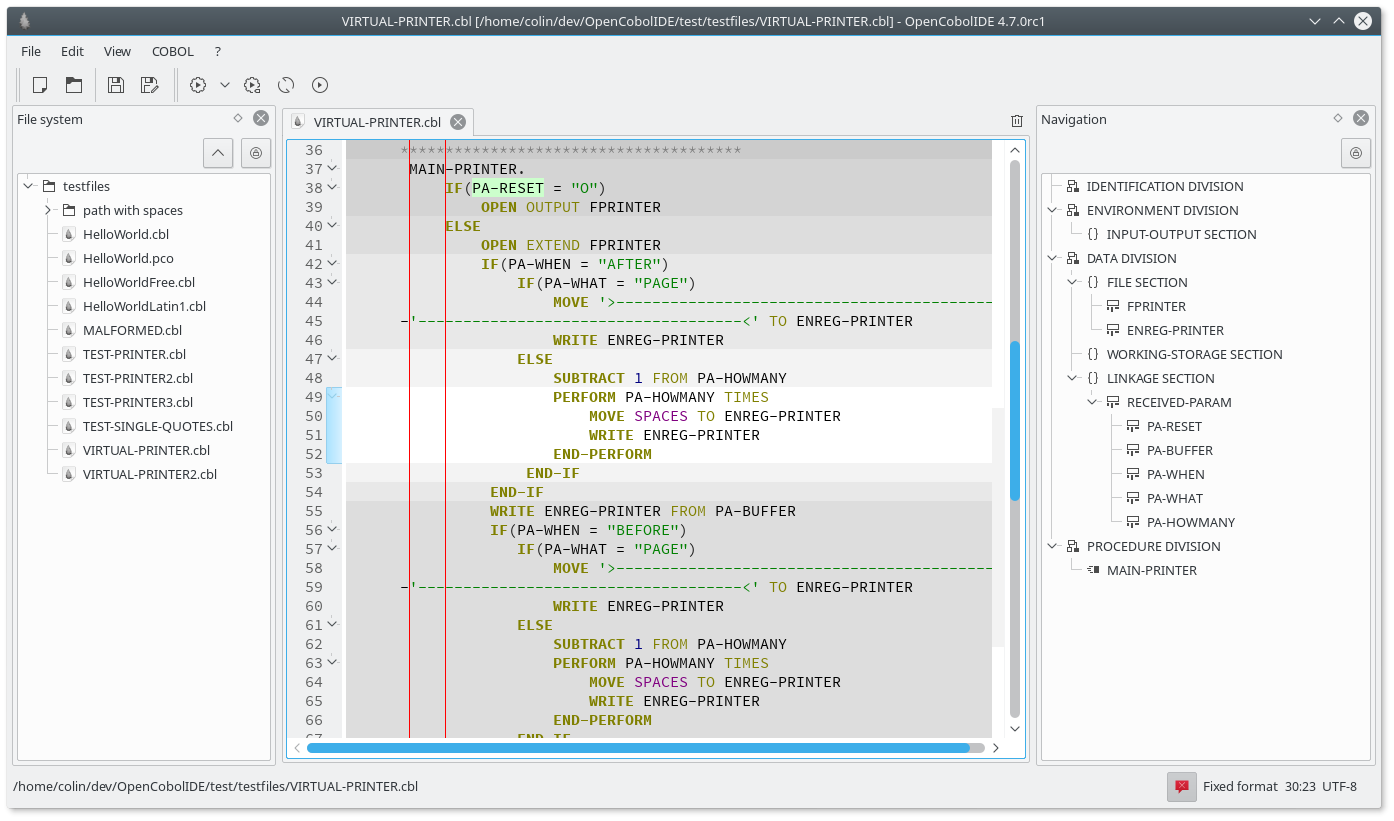 VIRTUAL-PRINTER.cbl [/home/colin/dev/OpenCobolIDE/test/testfiles/VIRTUAL-PRINTER.cbl] - OpenCobolIDE 4.7.0rc1
File Edit View COBOL ?
File system
testfiles
path with spaces
HelloWorld.cbl
HelloWorld.pco
HelloWorldFree.cbl
HelloWorldLatin1.cbl
MALFORMED.cbl
TEST-PRINTER.cbl
TEST-PRINTER2.cbl
TEST-PRINTER3.cbl
TEST-SINGLE-QUOTES.cbl
VIRTUAL-PRINTER.cbl
VIRTUAL-PRINTER2.cbl
VIRTUAL-PRINTER.cbl
36 **************************************
37 MAIN-PRINTER.
38 IF(PA-RESET = "O")
39 OPEN OUTPUT FPRINTER
40 ELSE
41 OPEN EXTEND FPRINTER
42 IF(PA-WHEN = "AFTER")
43 IF(PA-WHAT = "PAGE")
44 MOVE '>------------------------------------------
45 -'------------------------------------<' TO ENREG-PRINTER
46 WRITE ENREG-PRINTER
47 ELSE
48 SUBTRACT 1 FROM PA-HOWMANY
49 PERFORM PA-HOWMANY TIMES
50 MOVE SPACES TO ENREG-PRINTER
51 WRITE ENREG-PRINTER
52 END-PERFORM
53 END-IF
54 END-IF
55 WRITE ENREG-PRINTER FROM PA-BUFFER
56 IF(PA-WHEN = "BEFORE")
57 IF(PA-WHAT = "PAGE")
58 MOVE '>------------------------------------------
59 -'------------------------------------<' TO ENREG-PRINTER
60 WRITE ENREG-PRINTER
61 ELSE
62 SUBTRACT 1 FROM PA-HOWMANY
63 PERFORM PA-HOWMANY TIMES
64 MOVE SPACES TO ENREG-PRINTER
65 WRITE ENREG-PRINTER
66 END-PERFORM
67 END-IF
Navigation
IDENTIFICATION DIVISION
ENVIRONMENT DIVISION
{} INPUT-OUTPUT SECTION
DATA DIVISION
{} FILE SECTION
FPRINTER
ENREG-PRINTER
{} WORKING-STORAGE SECTION
{} LINKAGE SECTION
RECEIVED-PARAM
PA-RESET
PA-BUFFER
PA-WHEN
PA-WHAT
PA-HOWMANY
PROCEDURE DIVISION
MAIN-PRINTER
/home/colin/dev/OpenCobolIDE/test/testfiles/VIRTUAL-PRINTER.cbl
Fixed format 30:23 UTF-8